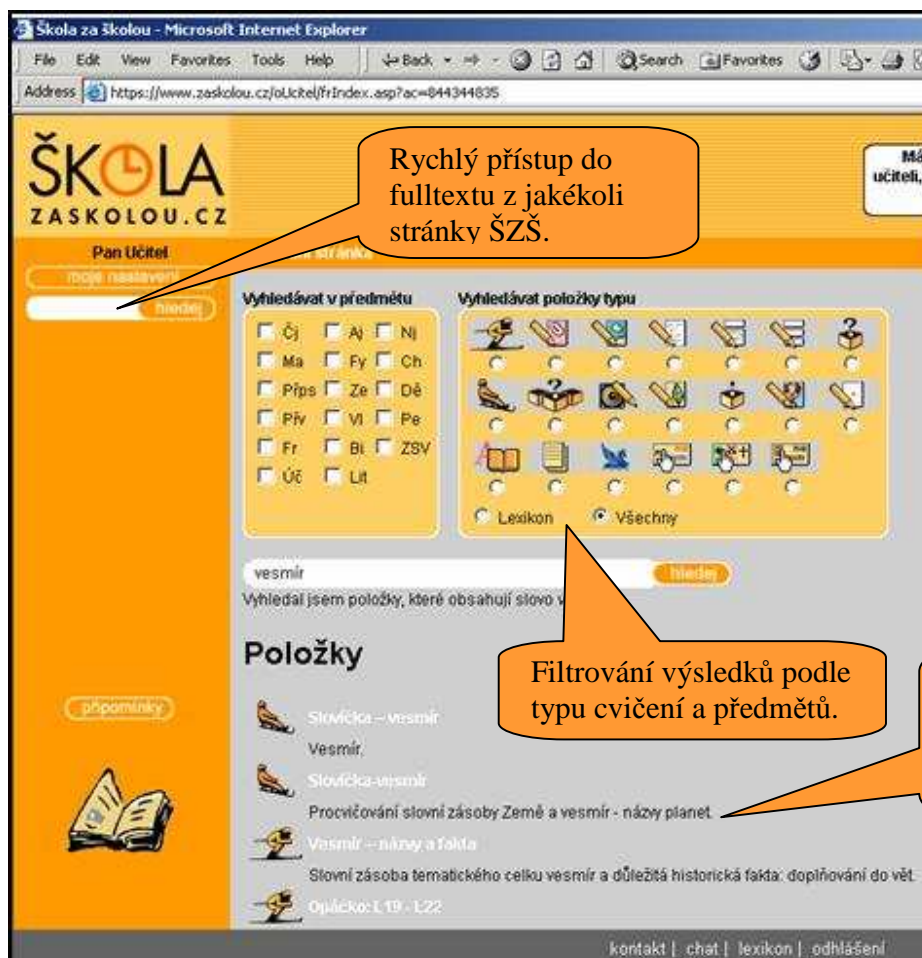 Škola za školou - Microsoft Internet Explorer
File Edit View Favorites Tools Help Back Search Favorites
Address https://www.zaskolou.cz/oUcitel/frIndex.asp?ac=844344835
ŠKOLA
ZASKOLOU.CZ
Rychlý přístup do
fulltextu z jakékoli
stránky ŠZŠ.
učiteli,
Pan Učitel
stránka
moje nastavení
hledej
Vyhledávat v předmětu
Čj Aj Nj
Ma Fy Ch
Přps Ze Dě
Přv Vl Pe
Fr Bi ZSV
Úč Lit
Vyhledávat položky typu
Lexikon Všechny
vesmír hledej
Vyhledal jsem položky, které obsahují slovo
Položky
Filtrování výsledků podle
typu cvičení a předmětů.
připomínky
Slovíčka – vesmír
Vesmír.
Slovíčka-vesmír
Procvičování slovní zásoby Země a vesmír - názvy planet.
Vesmír – názvy a fakta
Slovní zásoba tematického celku vesmír a důležitá historická fakta: doplňování do vět.
Opáčko: L19 - L22
kontakt | chat | lexikon | odhlášení